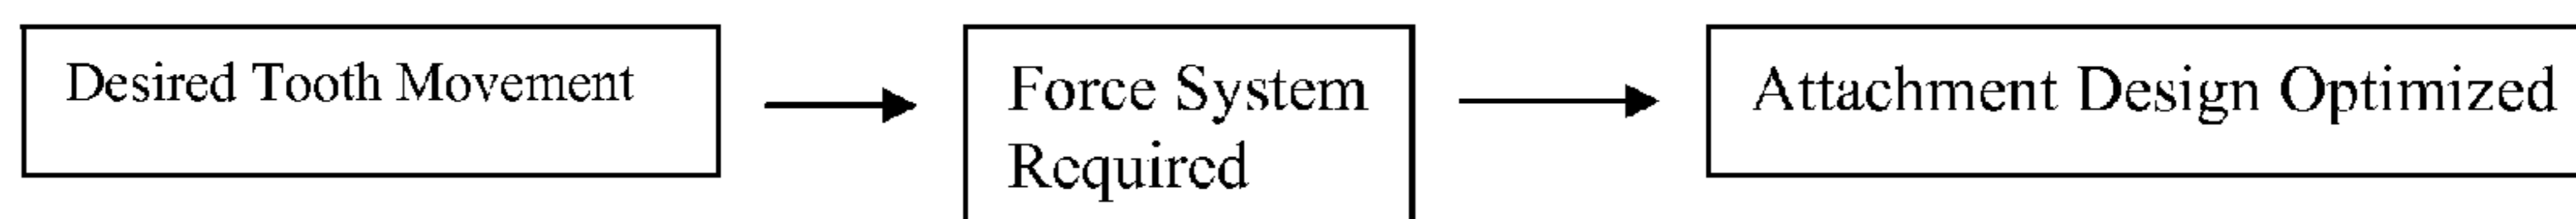 Desired Tooth Movement
Force System
Required
Attachment Design Optimized